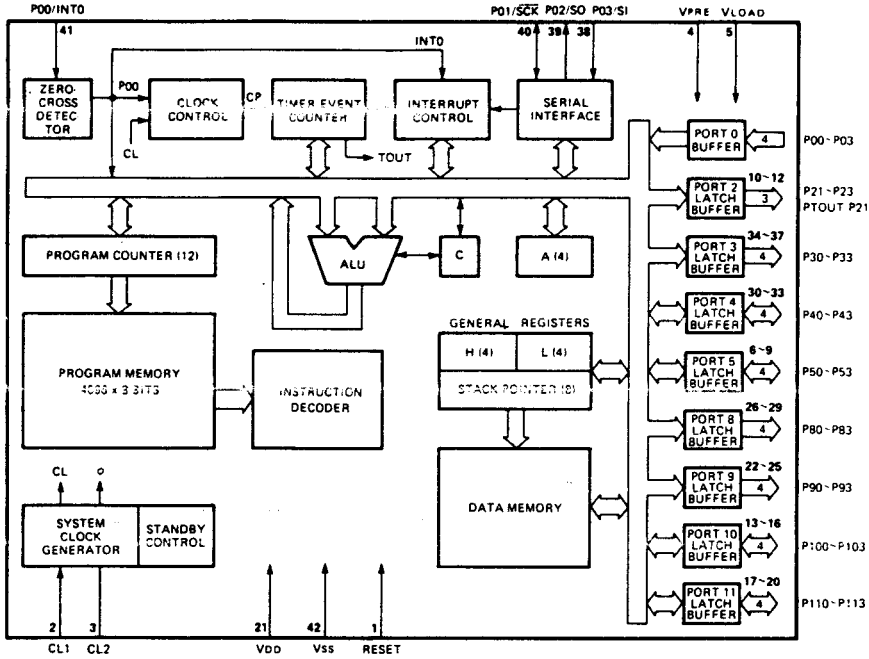 P00/INT0
P01/SCK P02/SO P03/SI
VPRE VLOAD
41
40 39 38
4 5
INT0
ZERO-
CROSS
DETEC
TOR
P00
CLOCK
CONTROL
CP
TIMER EVENT
COUNTER
INTERRUPT
CONTROL
SERIAL
INTERFACE
CL
TOUT
PORT 0
BUFFER
4
P00~P03
10~12
PORT 2
LATCH
BUFFER
3
P21~P23
PTOUT P21
34~37
PORT 3
LATCH
BUFFER
4
P30~P33
PROGRAM COUNTER (12)
ALU
C
A (4)
30~33
PORT 4
LATCH
BUFFER
4
P40~P43
GENERAL REGISTERS
H (4)
L (4)
STACK POINTER (8)
6~9
PORT 5
LATCH
BUFFER
4
P50~P53
PROGRAM MEMORY
BITS
INSTRUCTION
DECODER
26~29
PORT 8
LATCH
BUFFER
4
P80~P83
22~25
PORT 9
LATCH
BUFFER
4
P90~P93
CL
SYSTEM
CLOCK
GENERATOR
STANDBY
CONTROL
DATA MEMORY
13~16
PORT 10
LATCH
BUFFER
4
P100~P103
17~20
PORT 11
LATCH
BUFFER
4
P110~P113
2 3 21 42 1
CL1 CL2 VDD VSS RESET